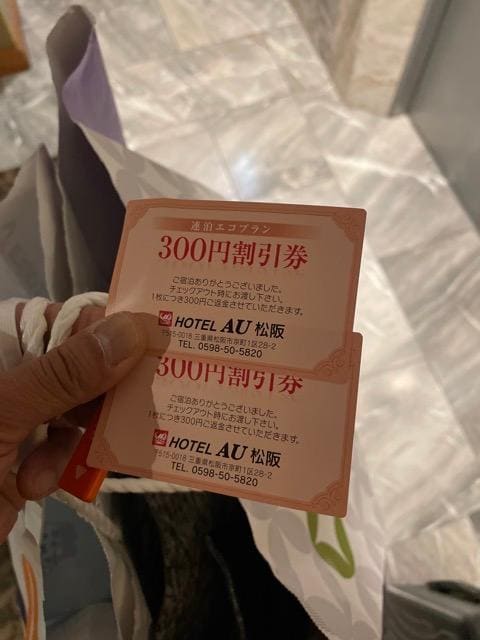 連泊エコプラン
300円割引券
ご宿泊ありがとうございました。
チェックアウト時にお渡し下さい。
1枚につき300円ご返金させていただきます。
HOTEL AU 松阪
〒515-0018 三重県松阪市京町1区28-2
TEL. 0598-50-5820
300円割引券
ご宿泊ありがとうございました。
チェックアウト時にお渡し下さい。
1枚につき300円ご返金させていただきます。
HOTEL AU 松阪
〒515-0018 三重県松阪市京町1区28-2
TEL. 0598-50-5820